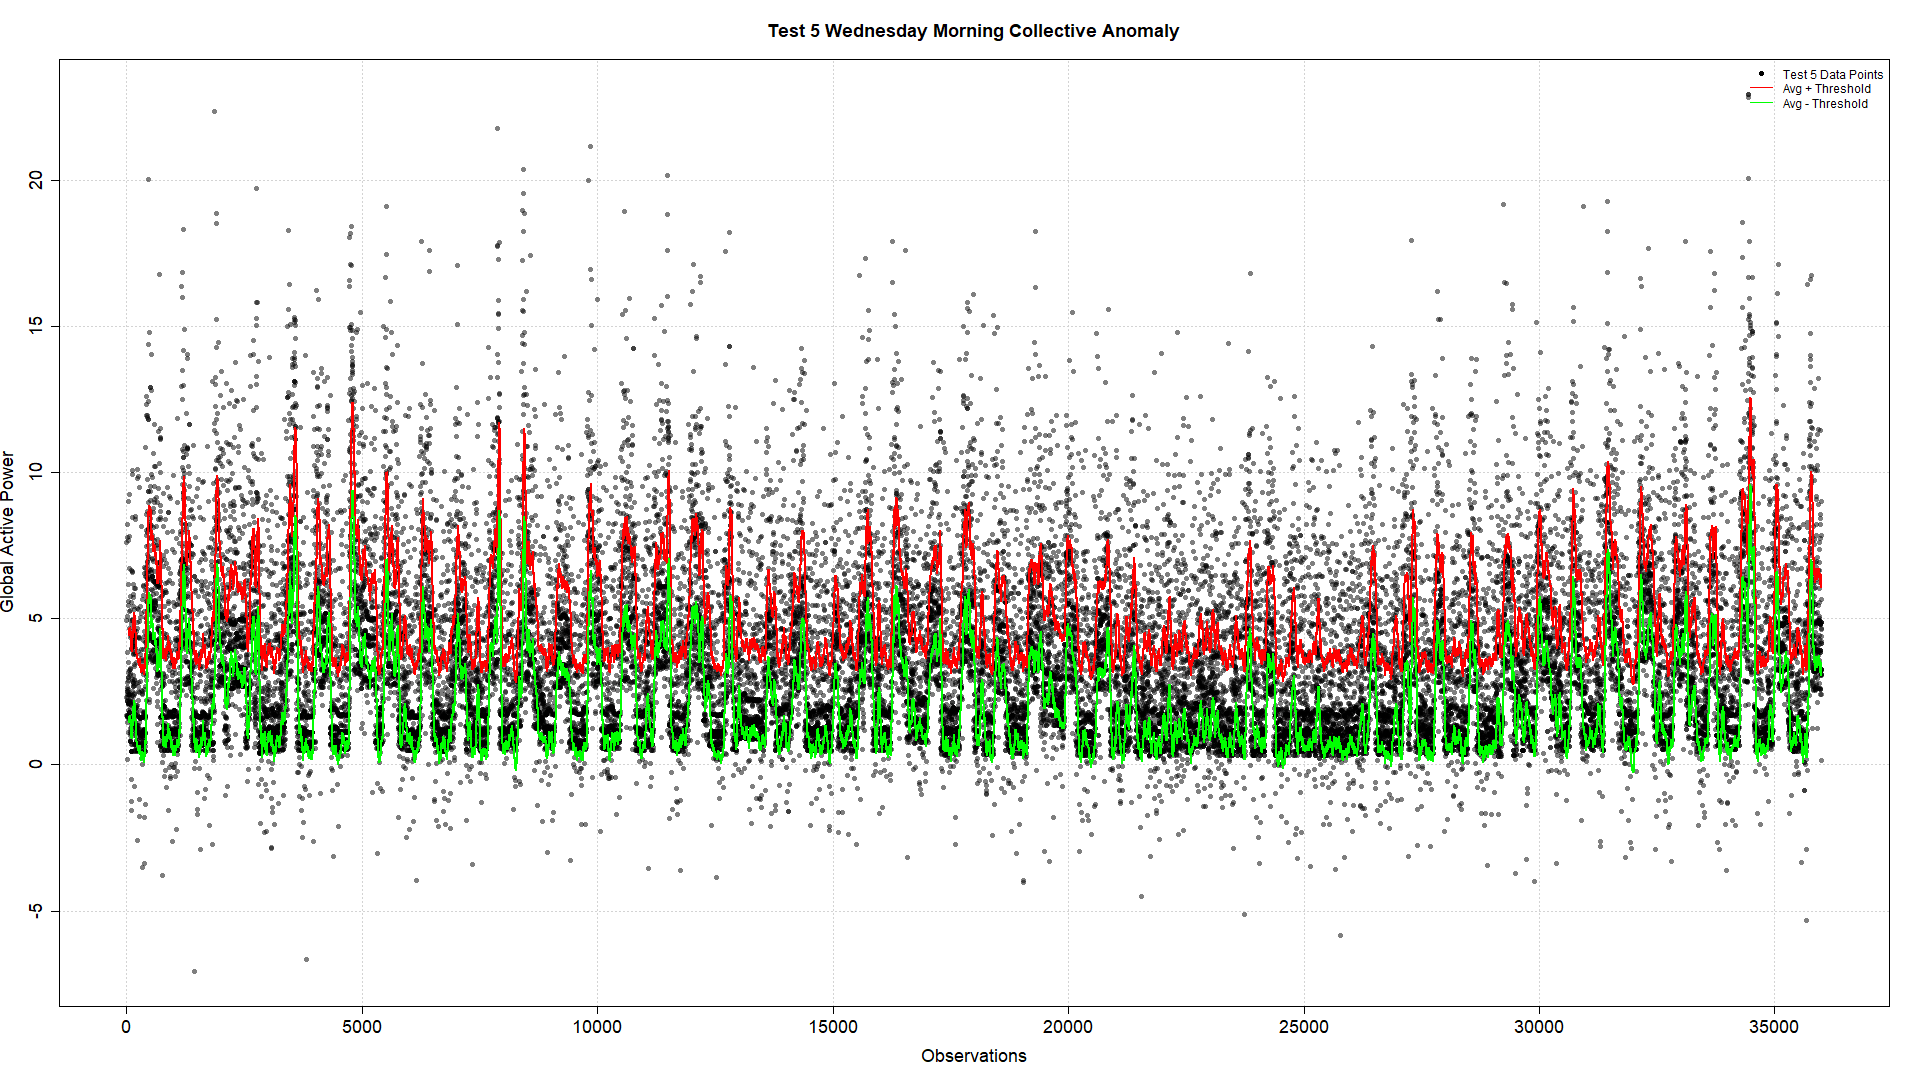 Test 5 Wednesday Morning Collective Anomaly
Test 5 Data Points
Avg + Threshold
Avg - Threshold
Global Active Power
20
15
10
5
0
-5
0
5000
10000
15000
20000
25000
30000
35000
Observations